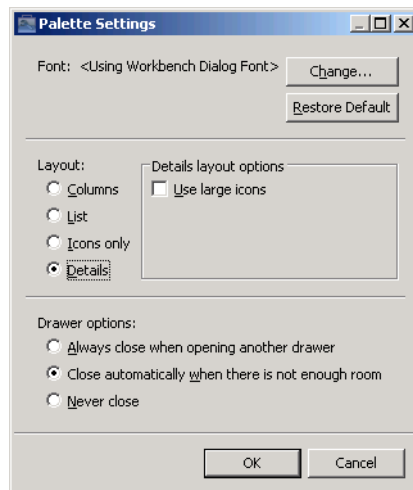 Palette Settings
Font: <Using Workbench Dialog Font>
Change...
Restore Default
Layout:
Details layout options
Columns
Use large icons
List
Icons only
Details
Drawer options:
Always close when opening another drawer
Close automatically when there is not enough room
Never close
OK
Cancel